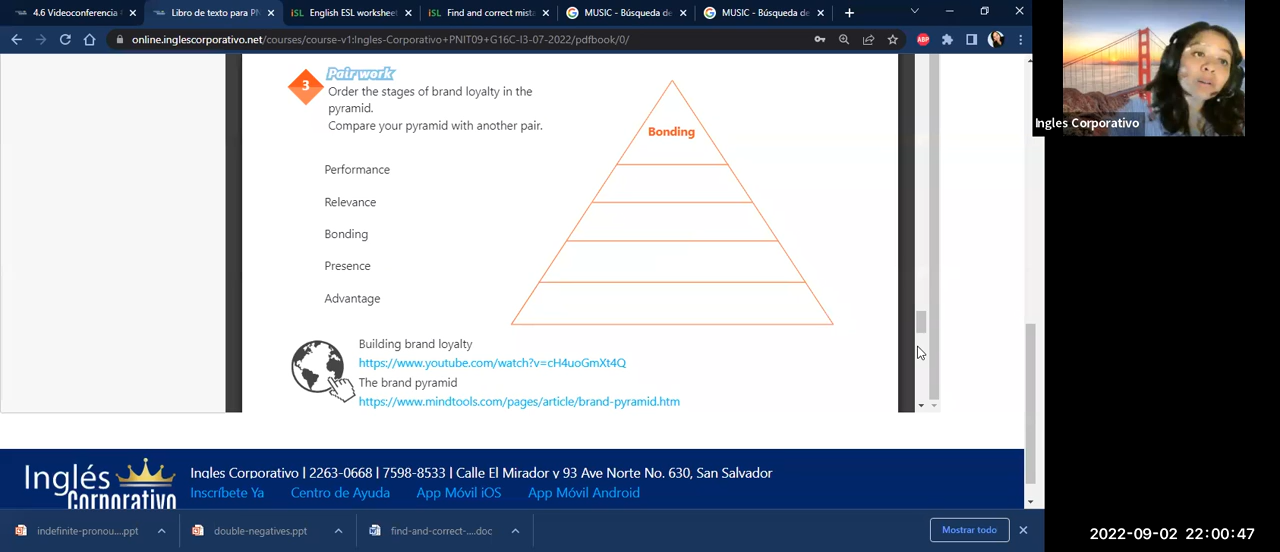 4.6 Videoconferencia
Libro de texto para PN
English ESL worksheet
Find and correct mista
MUSIC - Búsqueda de
MUSIC - Búsqueda de
online.inglescorporativo.net/courses/course-v1:Ingles-Corporativo+PNIT09+G16C-I3-07-2022/pdfbook/0/
ABP
3
Pair work
Order the stages of brand loyalty in the
pyramid.
Compare your pyramid with another pair.
Bonding
Performance
Relevance
Bonding
Presence
Advantage
Building brand loyalty
https://www.youtube.com/watch?v=cH4uoGmXt4Q
The brand pyramid
https://www.mindtools.com/pages/article/brand-pyramid.htm
Ingles Corporativo
Inglés
Corporativo
Ingles Corporativo | 2263-0668 | 7598-8533 | Calle El Mirador y 93 Ave Norte No. 630, San Salvador
Inscríbete Ya
Centro de Ayuda
App Móvil iOS
App Móvil Android
indefinite-pronou....ppt
double-negatives.ppt
find-and-correct-....doc
Mostrar todo
2022-09-02 22:00:47